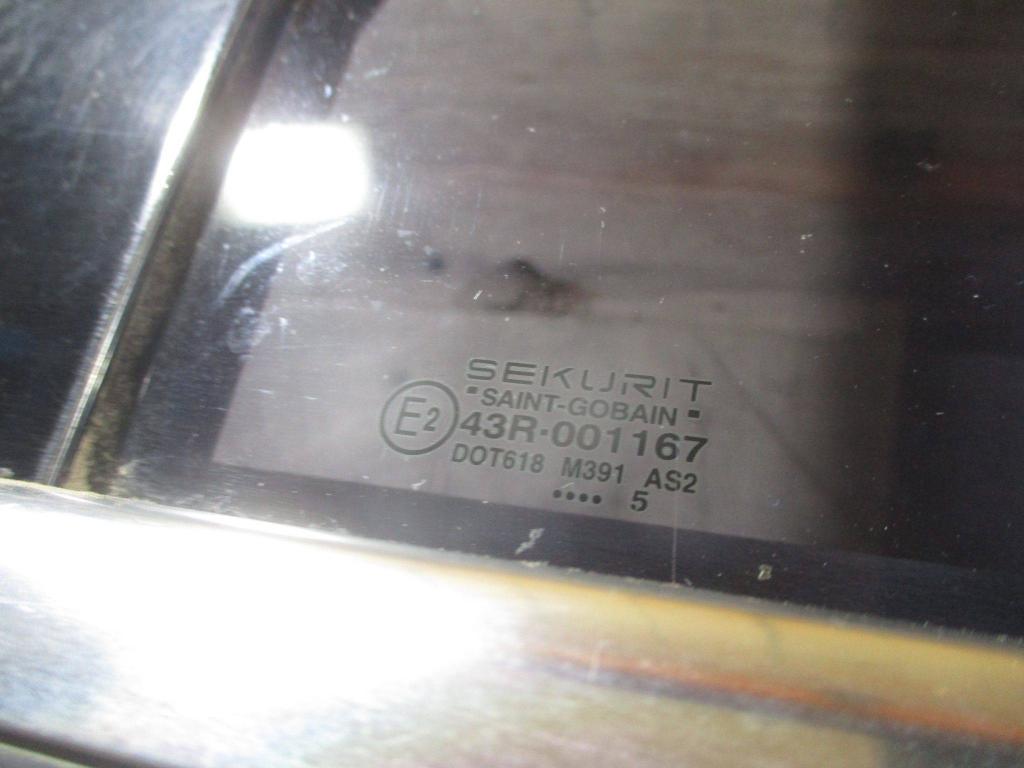 SEKURIT
SAINT-GOBAIN
E2 43R·001167
DOT618 M391 AS2
•••• 5